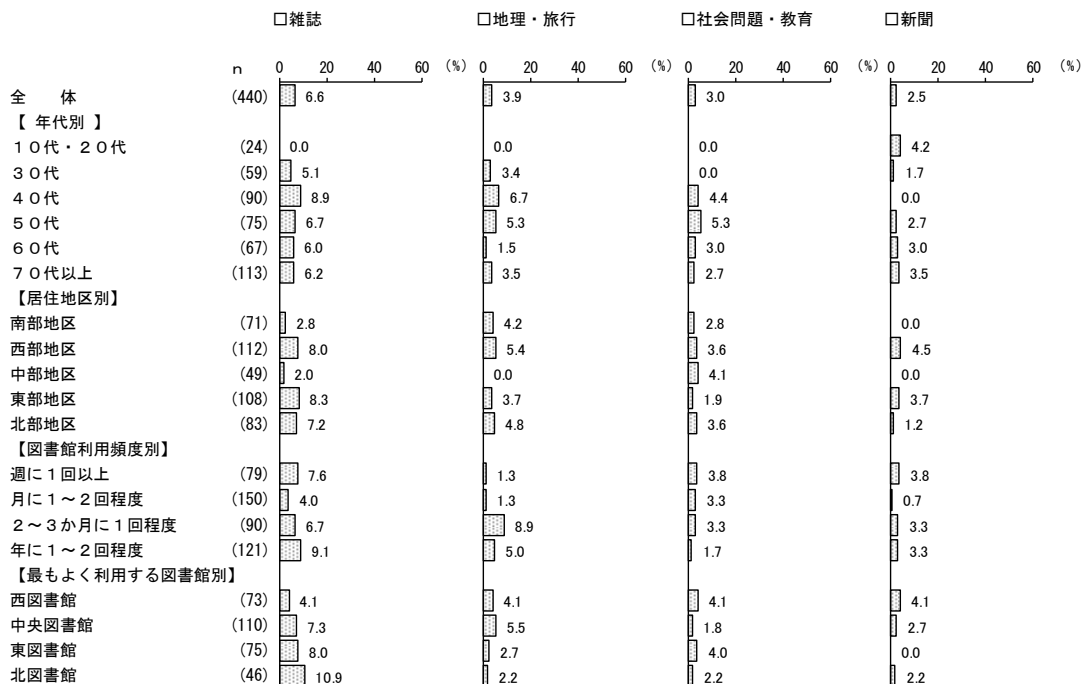 □雑誌 □地理・旅行 □社会問題・教育 □新聞
ｎ 0 20 40 60 (%) 0 20 40 60 (%) 0 20 40 60 (%) 0 20 40 60 (%)
全　　体 (440) 6.6 3.9 3.0 2.5
【 年代別 】
１０代・２０代 (24) 0.0 0.0 0.0 4.2
３０代 (59) 5.1 3.4 0.0 1.7
４０代 (90) 8.9 6.7 4.4 0.0
５０代 (75) 6.7 5.3 5.3 2.7
６０代 (67) 6.0 1.5 3.0 3.0
７０代以上 (113) 6.2 3.5 2.7 3.5
【居住地区別】
南部地区 (71) 2.8 4.2 2.8 0.0
西部地区 (112) 8.0 5.4 3.6 4.5
中部地区 (49) 2.0 0.0 4.1 0.0
東部地区 (108) 8.3 3.7 1.9 3.7
北部地区 (83) 7.2 4.8 3.6 1.2
【図書館利用頻度別】
週に１回以上 (79) 7.6 1.3 3.8 3.8
月に１～２回程度 (150) 4.0 1.3 3.3 0.7
２～３か月に１回程度 (90) 6.7 8.9 3.3 3.3
年に１～２回程度 (121) 9.1 5.0 1.7 3.3
【最もよく利用する図書館別】
西図書館 (73) 4.1 4.1 4.1 4.1
中央図書館 (110) 7.3 5.5 1.8 2.7
東図書館 (75) 8.0 2.7 4.0 0.0
北図書館 (46) 10.9 2.2 2.2 2.2